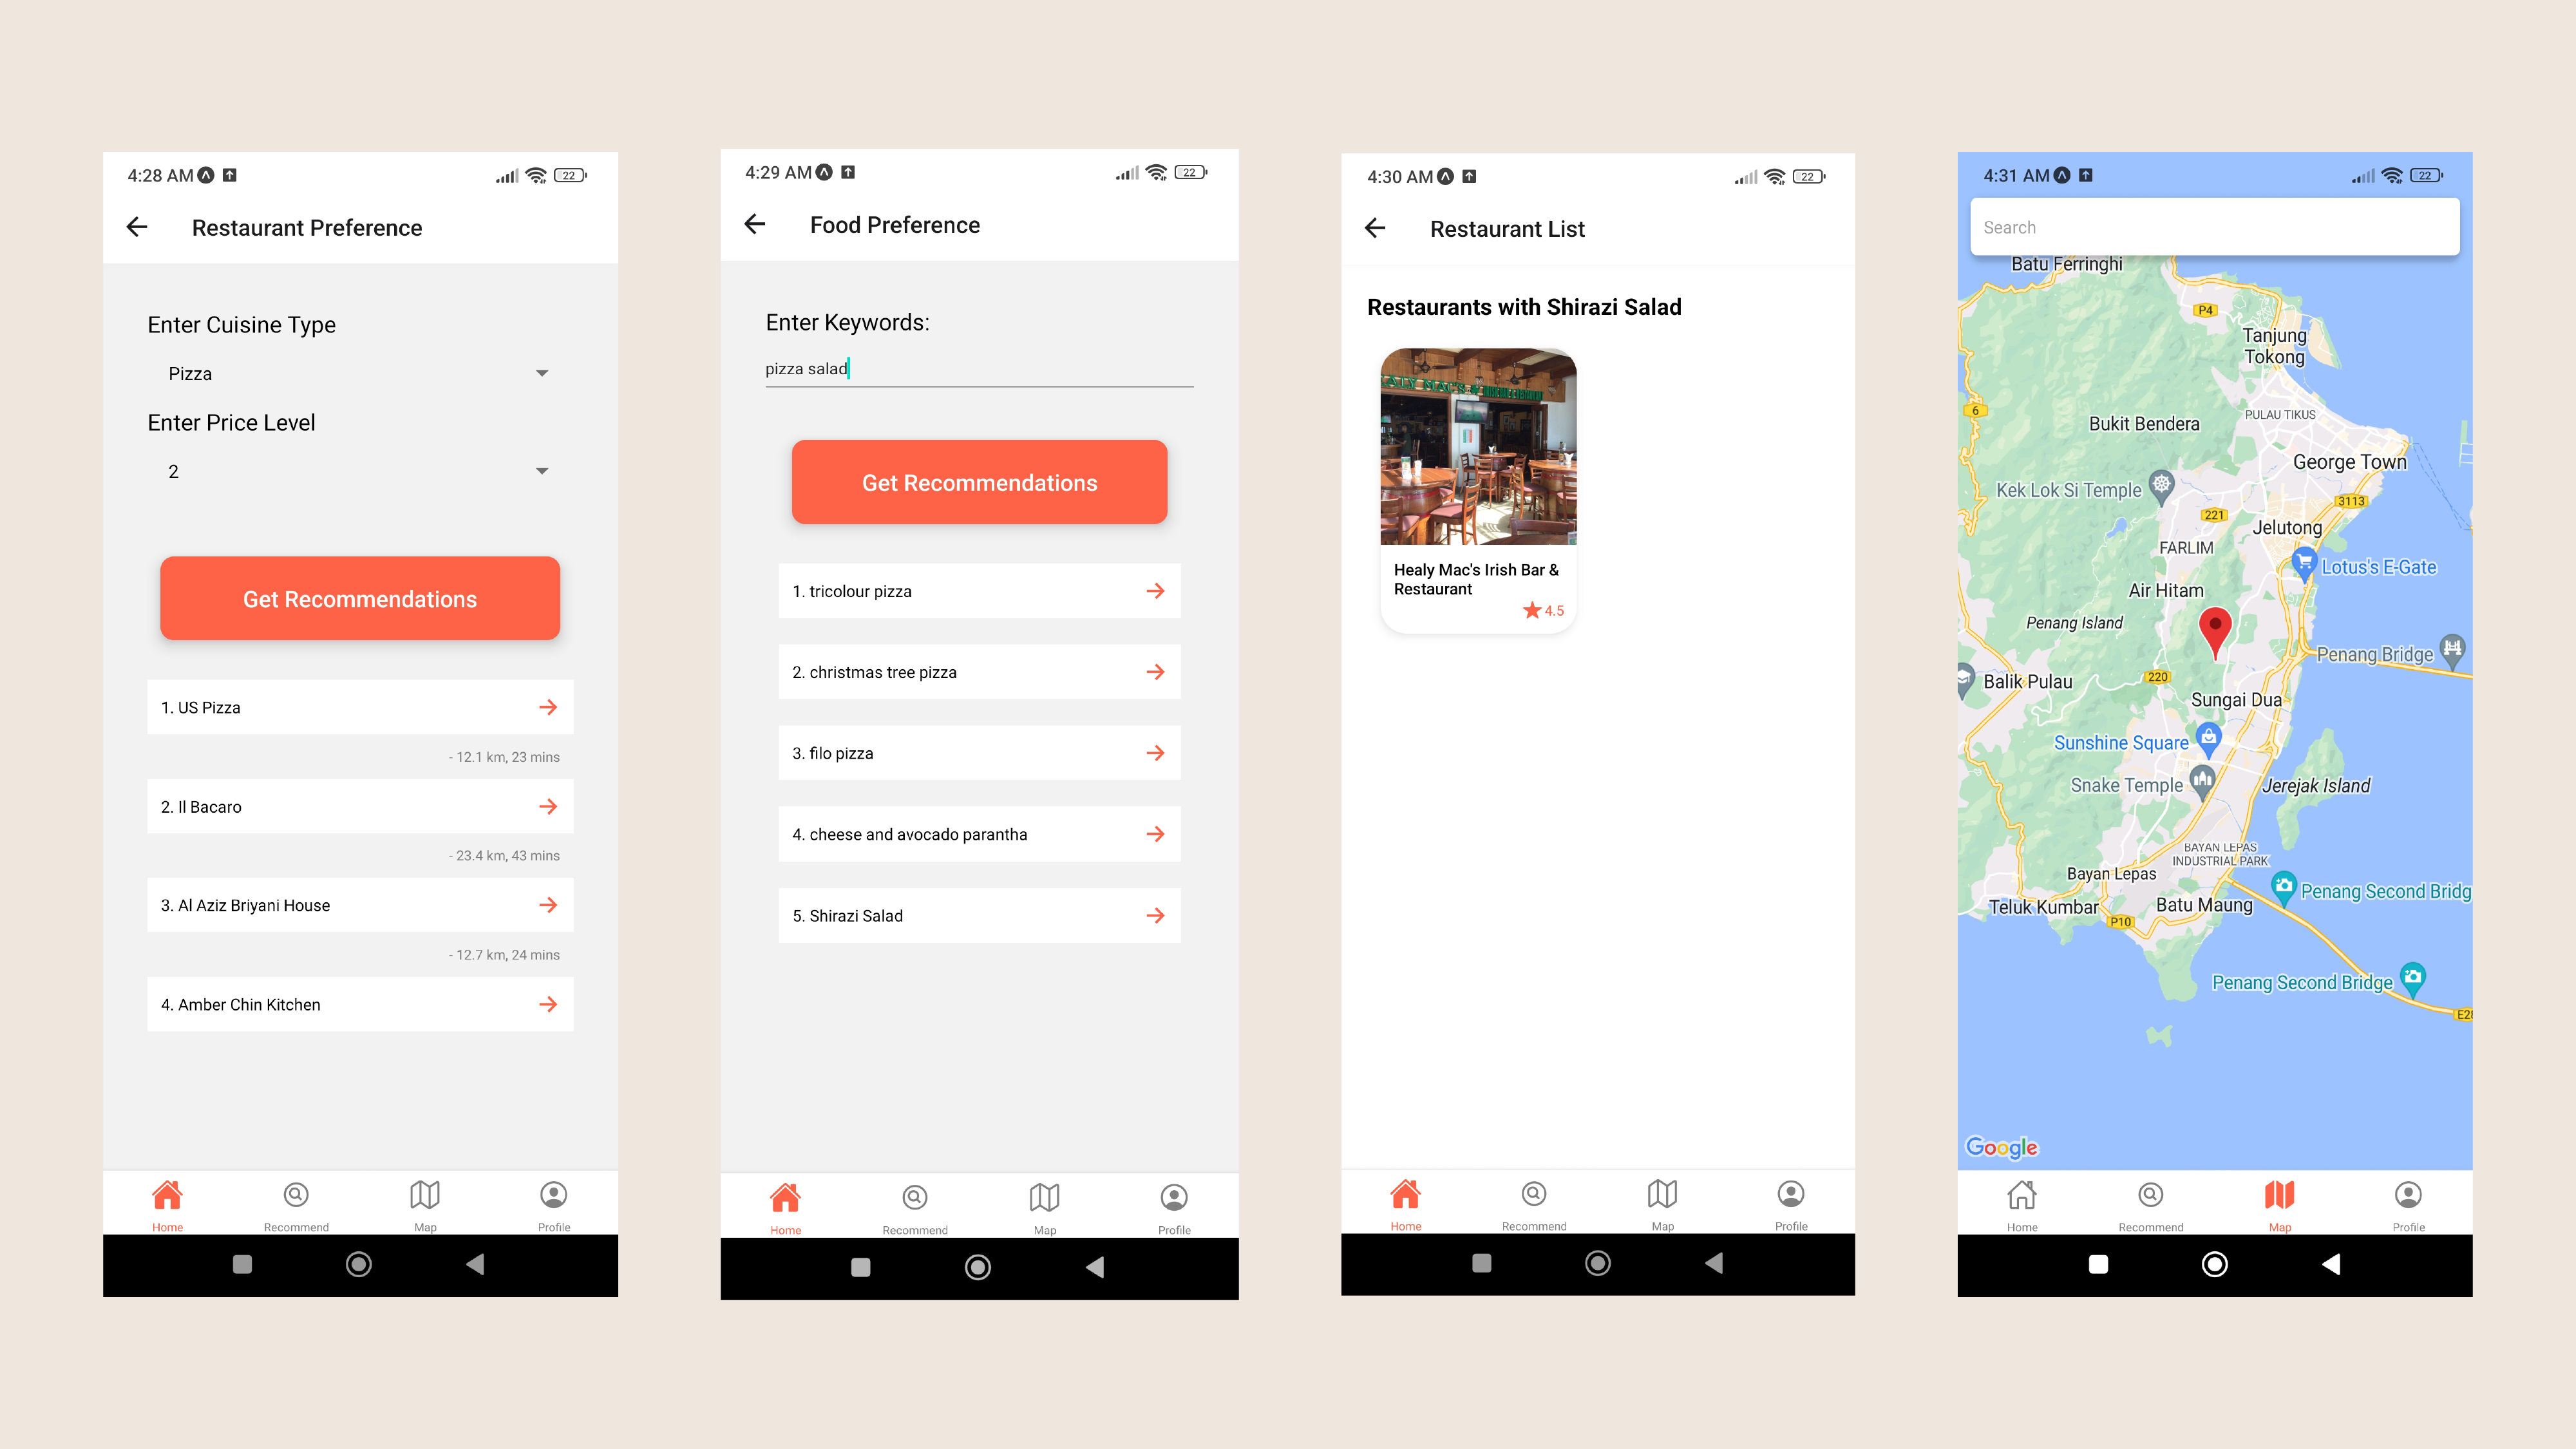 4:28 AM
22
Restaurant Preference
Enter Cuisine Type
Pizza
Enter Price Level
2
Get Recommendations
1. US Pizza
- 12.1 km, 23 mins
2. Il Bacaro
- 23.4 km, 43 mins
3. Al Aziz Briyani House
- 12.7 km, 24 mins
4. Amber Chin Kitchen
Home
Recommend
Map
Profile
4:29 AM
22
Food Preference
Enter Keywords:
pizza salad
Get Recommendations
1. tricolour pizza
2. christmas tree pizza
3. filo pizza
4. cheese and avocado parantha
5. Shirazi Salad
Home
Recommend
Map
Profile
4:30 AM
22
Restaurant List
Restaurants with Shirazi Salad
ALY MAC'S
Healy Mac's Irish Bar &
Restaurant
4.5
Home
Recommend
Map
Profile
4:31 AM
22
Search
Batu Ferringhi
P4
Tanjung
Tokong
6
PULAU TIKUS
Bukit Bendera
George Town
Kek Lok Si Temple
3113
221
Jelutong
FARLIM
Lotus's E-Gate
Air Hitam
Penang Island
Penang Bridge
220
Balik Pulau
Sungai Dua
Sunshine Square
Snake Temple
Jerejak Island
BAYAN LEPAS
INDUSTRIAL PARK
Bayan Lepas
Penang Second Bridg
Teluk Kumbar
Batu Maung
P10
Penang Second Bridge
E28
Google
Home
Recommend
Map
Profile